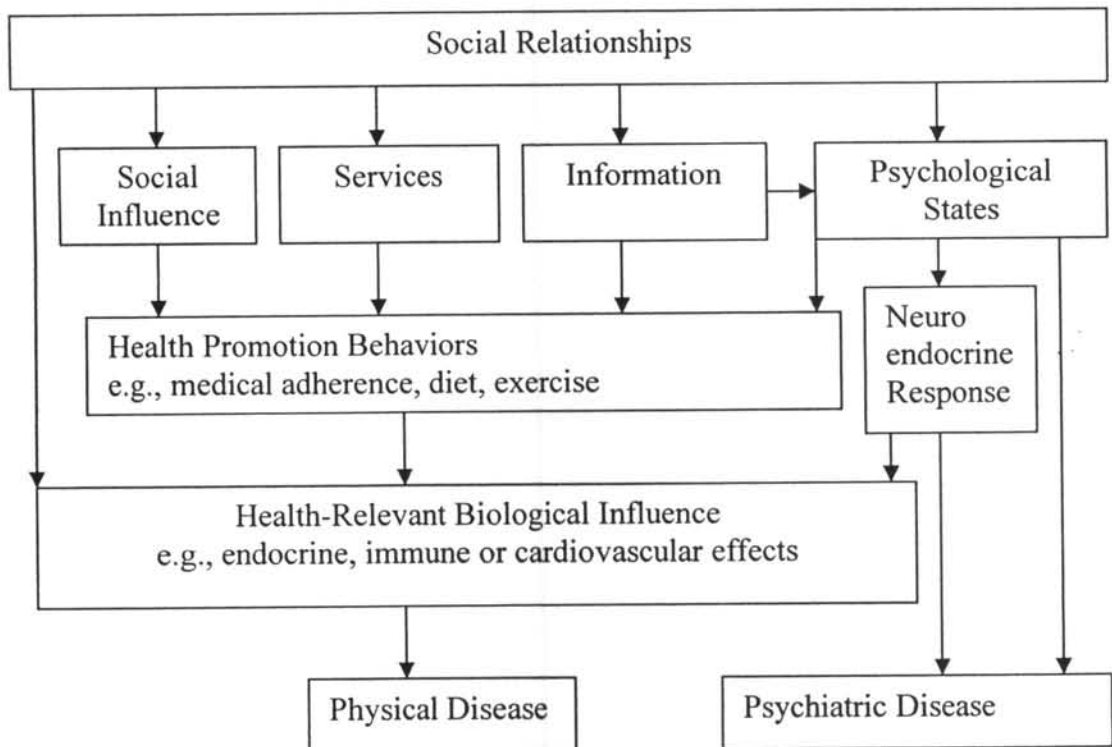 Social Relationships
Social
Influence
Services
Information
Psychological
States
Health Promotion Behaviors
e.g., medical adherence, diet, exercise
Neuro
endocrine
Response
Health-Relevant Biological Influence
e.g., endocrine, immune or cardiovascular effects
Physical Disease
Psychiatric Disease